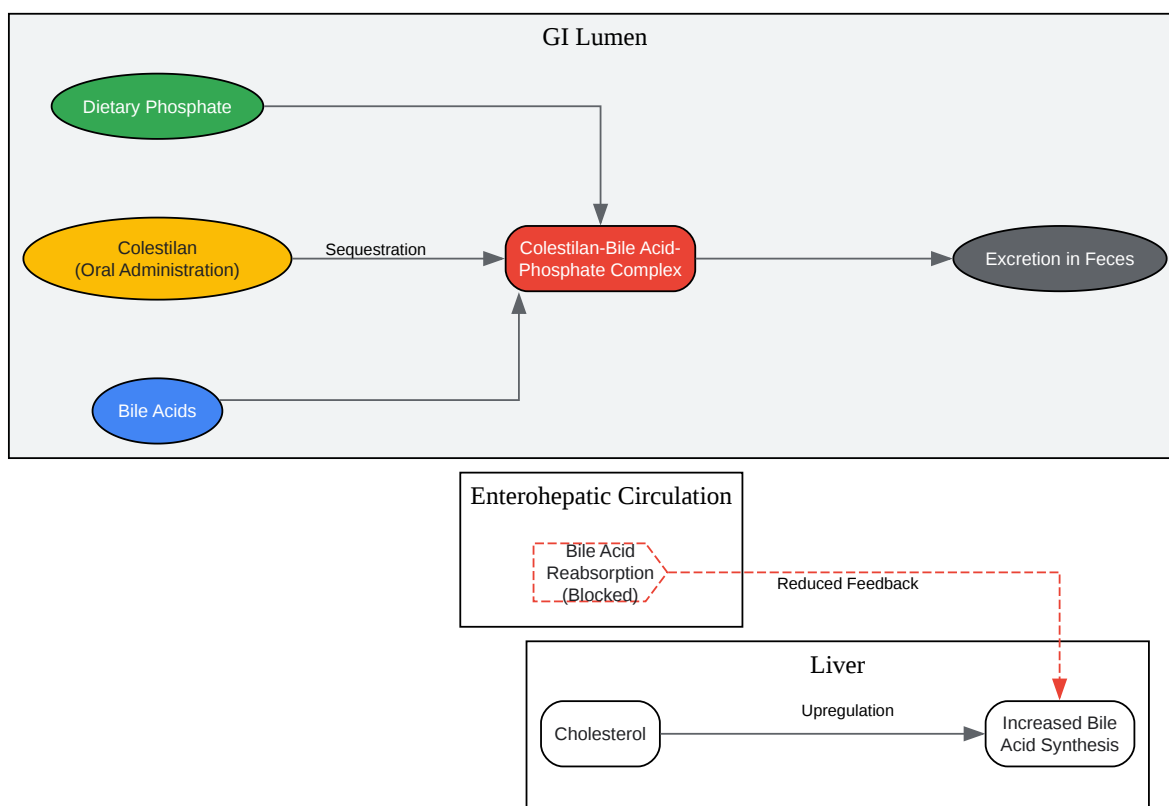 GI Lumen
Dietary Phosphate
Colestilan
(Oral Administration)
Sequestration
Colestilan-Bile Acid-
Phosphate Complex
Excretion in Feces
Bile Acids
Enterohepatic Circulation
Bile Acid
Reabsorption
(Blocked)
Reduced Feedback
Liver
Cholesterol
Upregulation
Increased Bile
Acid Synthesis